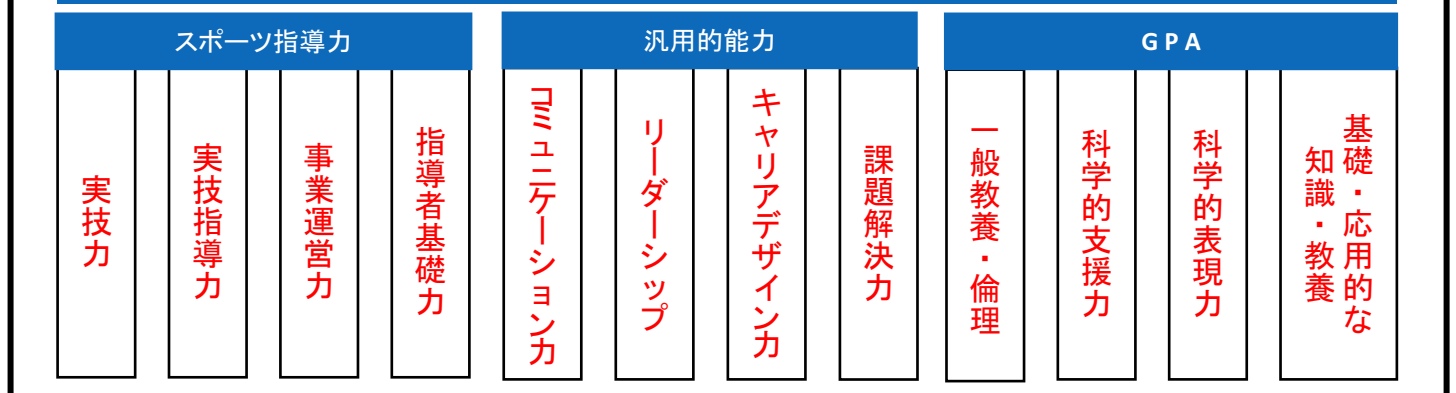 スポーツ指導力
汎用的能力
GPA
実技力
実技指導力
事業運営力
指導者基礎力
コミュニケーション力
リーダーシップ
キャリアデザイン力
課題解決力
一般教養・倫理
科学的支援力
科学的表現力
基礎・応用的な
知識・教養